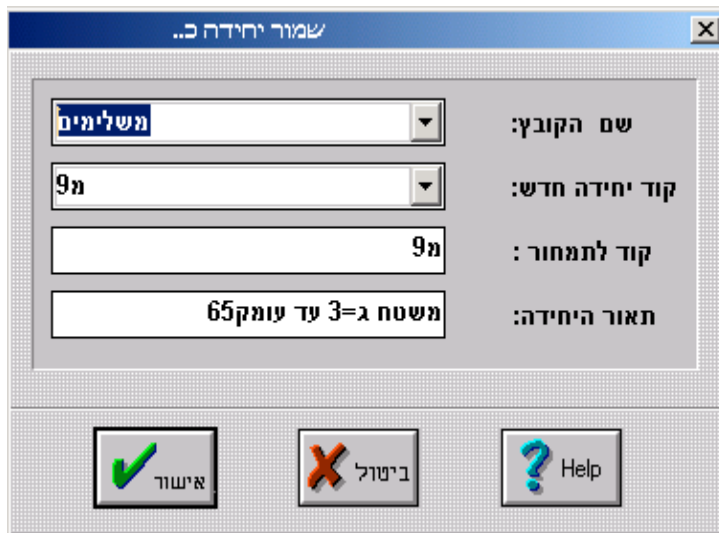 שמור יחידה כ..
שם הקובץ: משלימים
קוד יחידה חדש: מ9
קוד לתמחור : מ9
תאור היחידה: משטח ג=3 עד עומק65
Help ביטול אישור